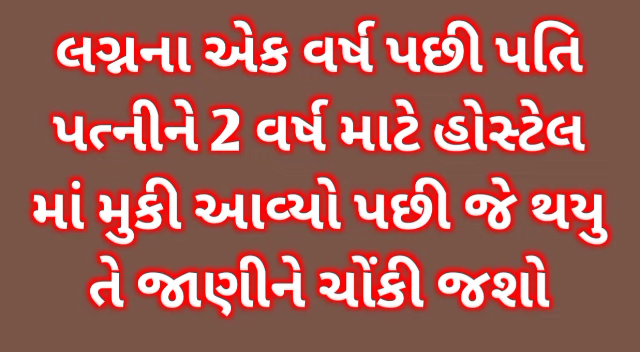 લગ્નના એક વર્ષ પછી પતિ
પત્નીને 2 વર્ષ માટે હોસ્ટેલ
માં મુકી આવ્યો પછી જે થયુ
તે જાણીને ચોંકી જશો